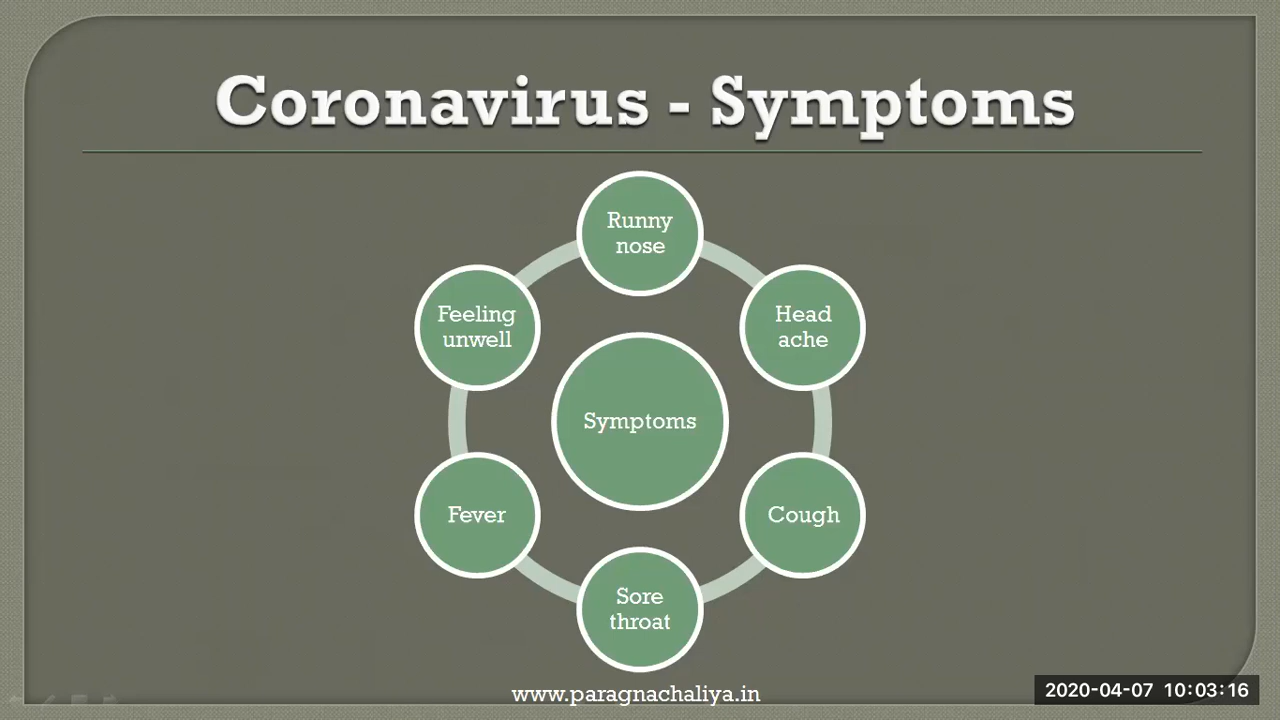 Coronavirus - Symptoms
Runny
nose
Head
ache
Cough
Sore
throat
Fever
Feeling
unwell
Symptoms
www.paragnachaliya.in
2020-04-07 10:03:16